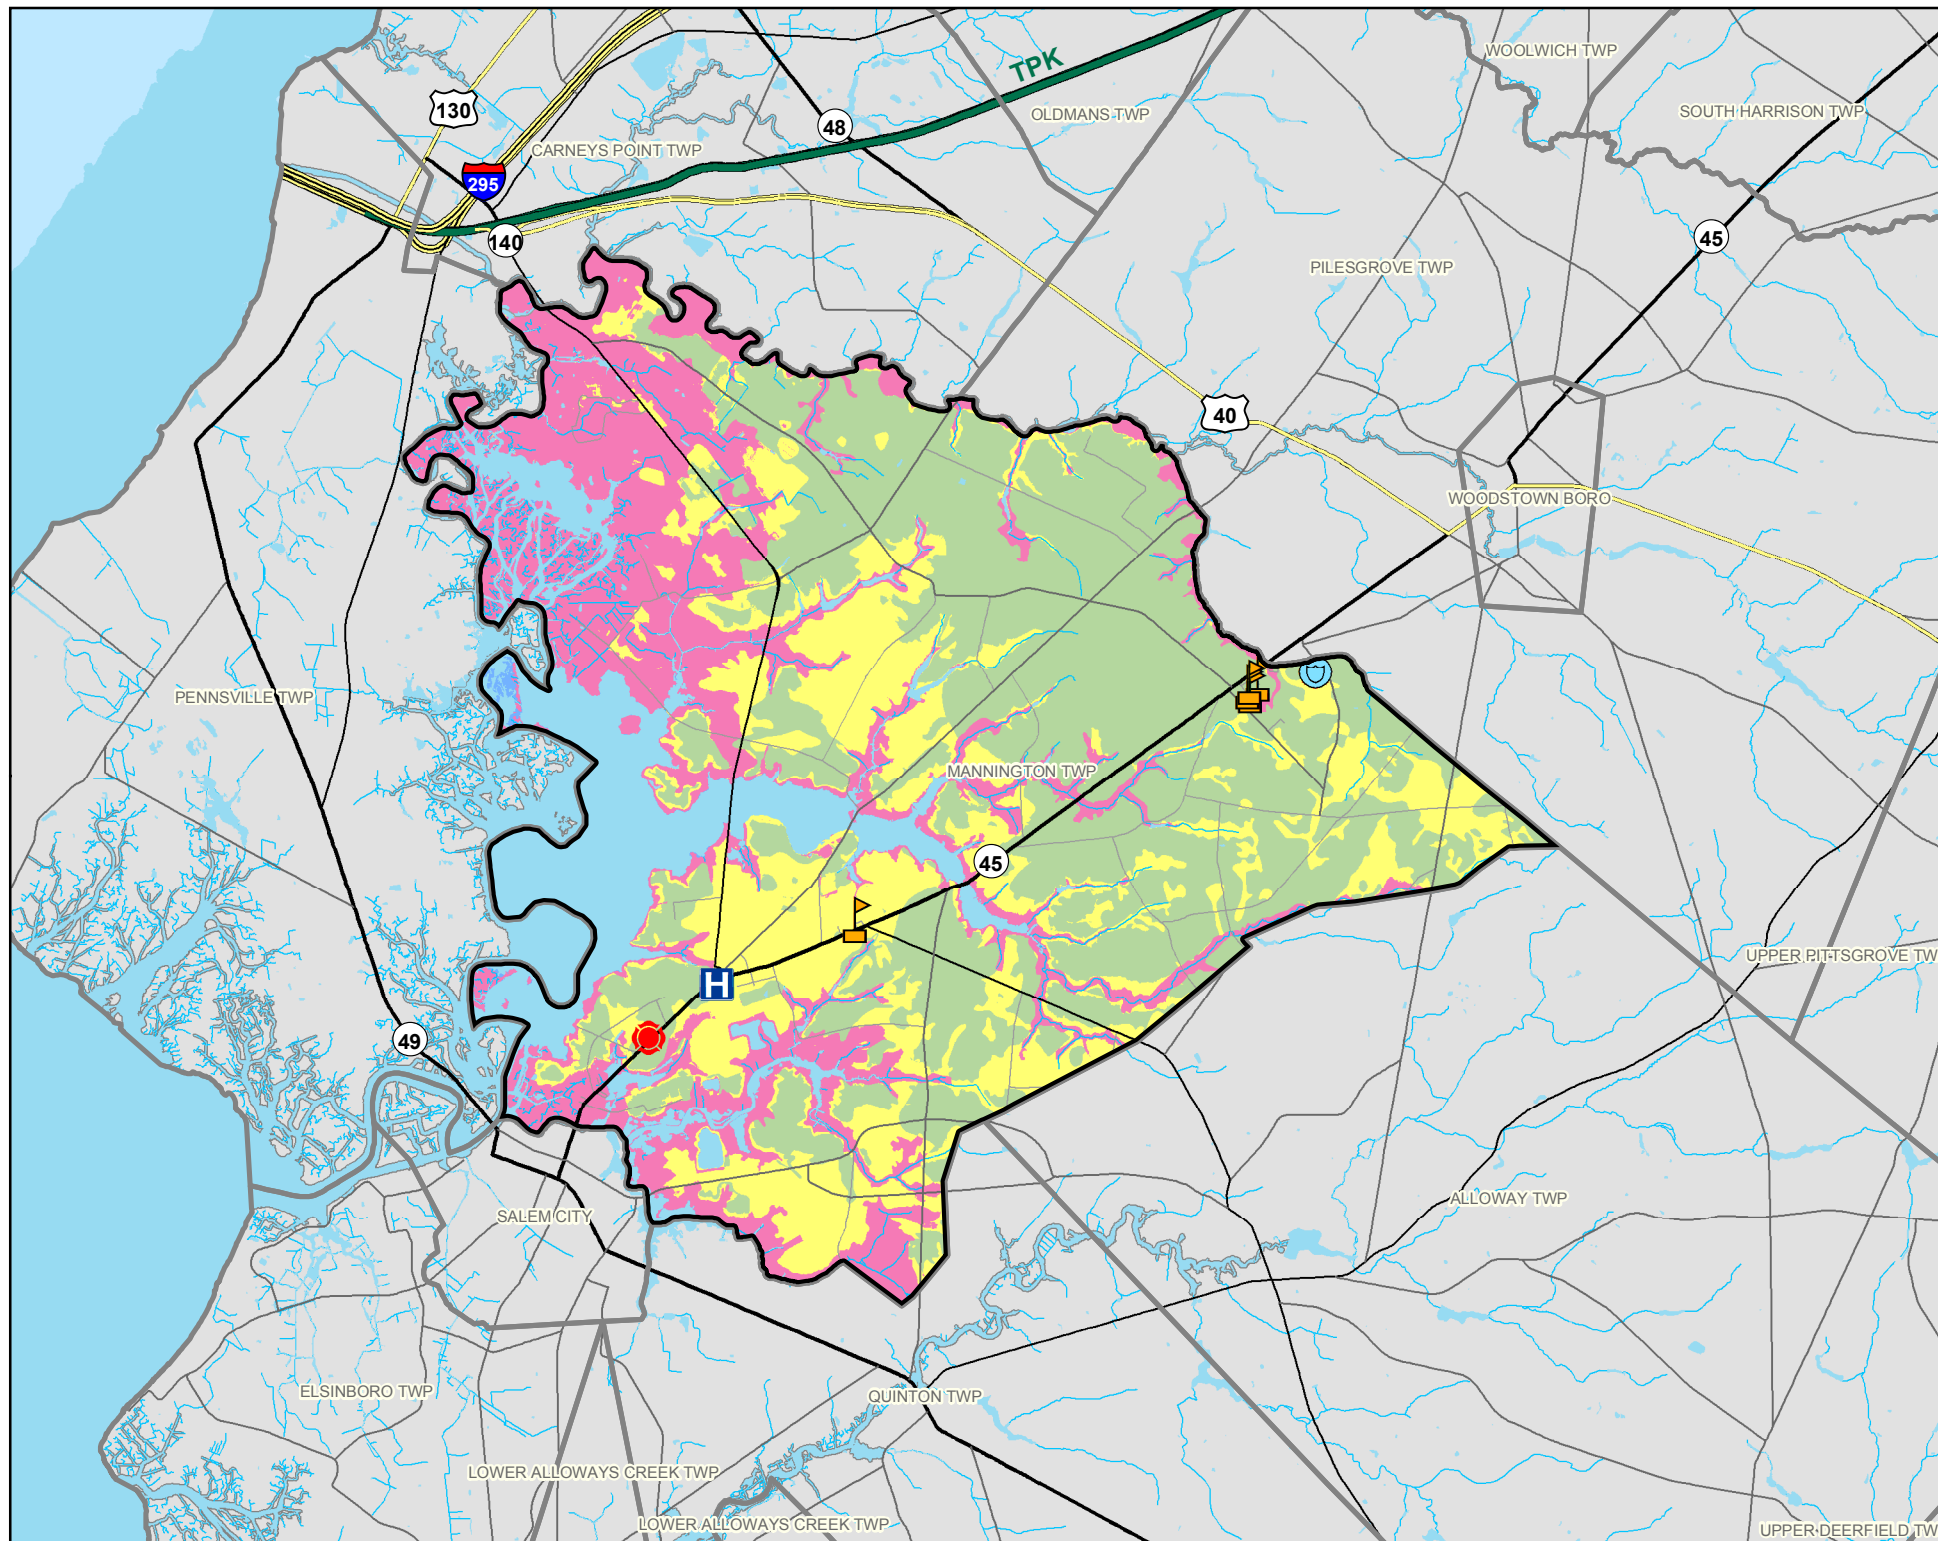 WOOLWICH TWP
TPK
130
OLDMANS TWP
SOUTH HARRISON TWP
48
CARNEYS POINT TWP
295
140
45
PILESGROVE TWP
40
WOODSTOWN BORO
PENNSVILLE TWP
MANNINGTON TWP
45
UPPER PITTSGROVE TW
H
49
ALLOWAY TWP
SALEM CITY
ELSINBORO TWP
QUINTON TWP
LOWER ALLOWAYS CREEK TWP
LOWER ALLOWAYS CREEK TWP
UPPER DEERFIELD TW